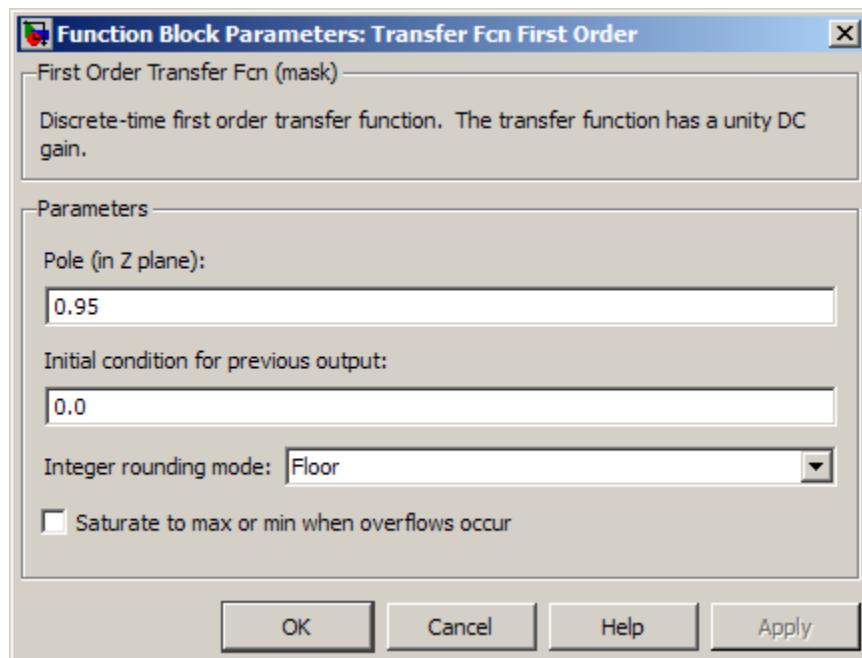 Function Block Parameters: Transfer Fcn First Order
First Order Transfer Fcn (mask)
Discrete-time first order transfer function.  The transfer function has a unity DC
gain.
Parameters
Pole (in Z plane):
0.95
Initial condition for previous output:
0.0
Integer rounding mode: Floor
Saturate to max or min when overflows occur
OK Cancel Help Apply